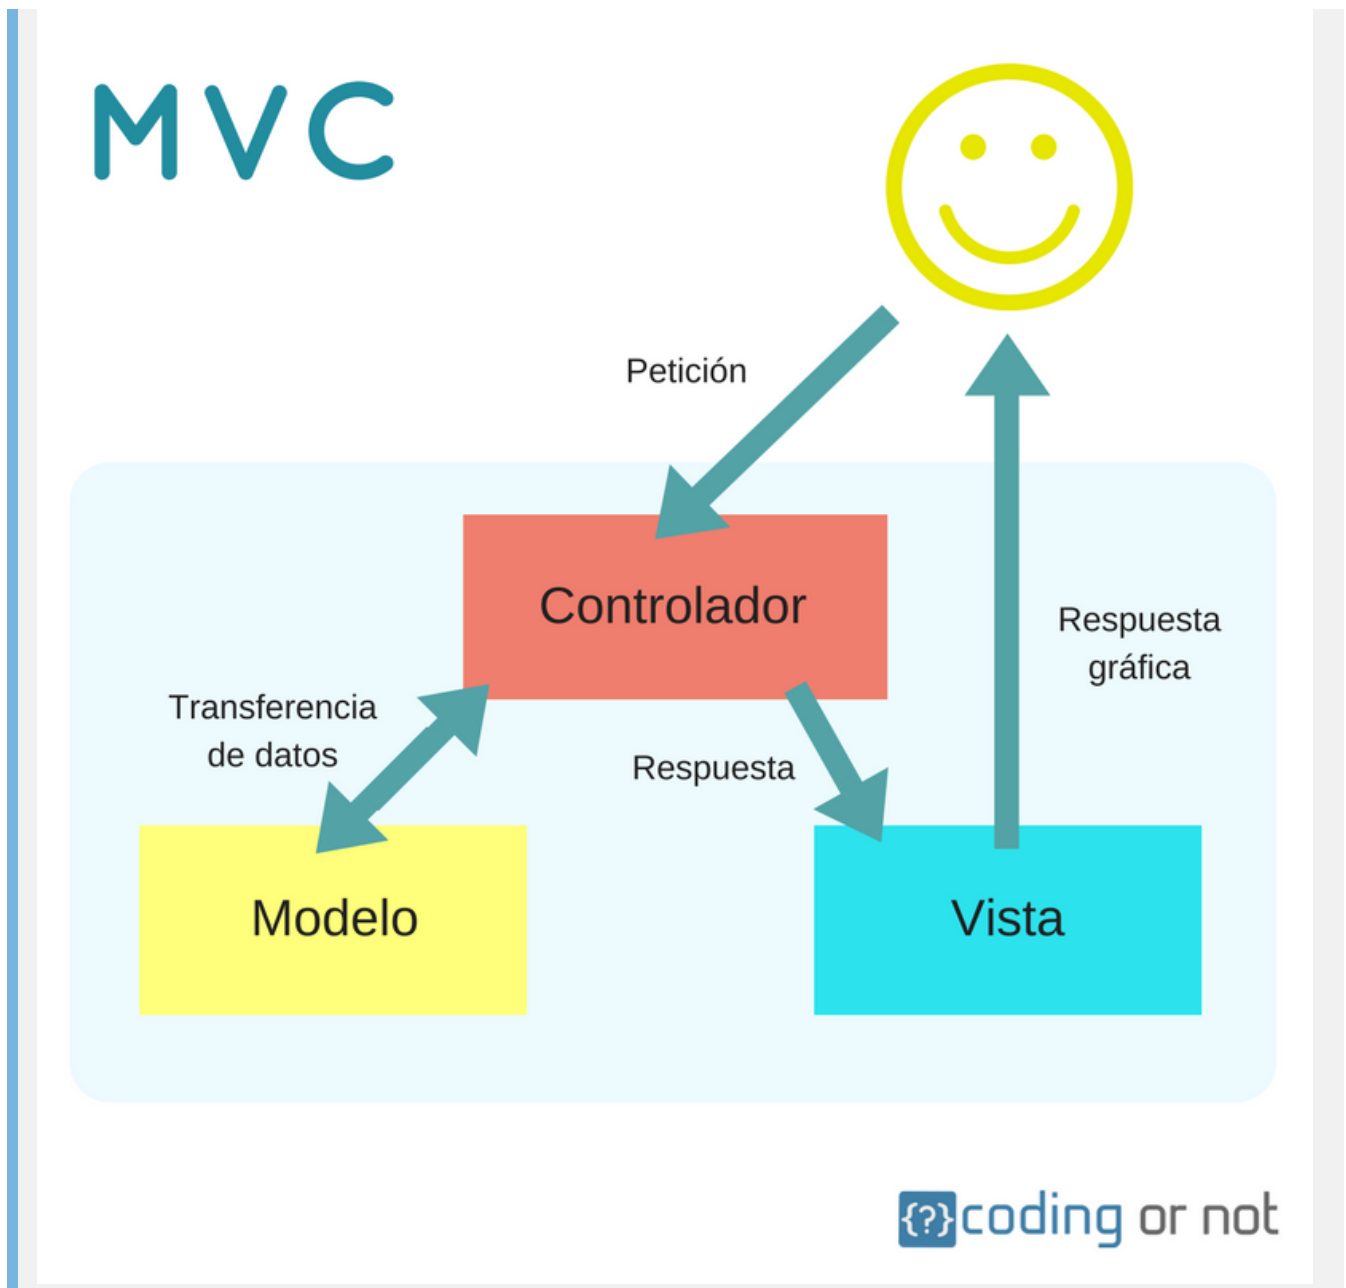 MVC
Petición
Controlador
Respuesta
gráfica
Transferencia
de datos
Respuesta
Modelo
Vista
{?}coding or not